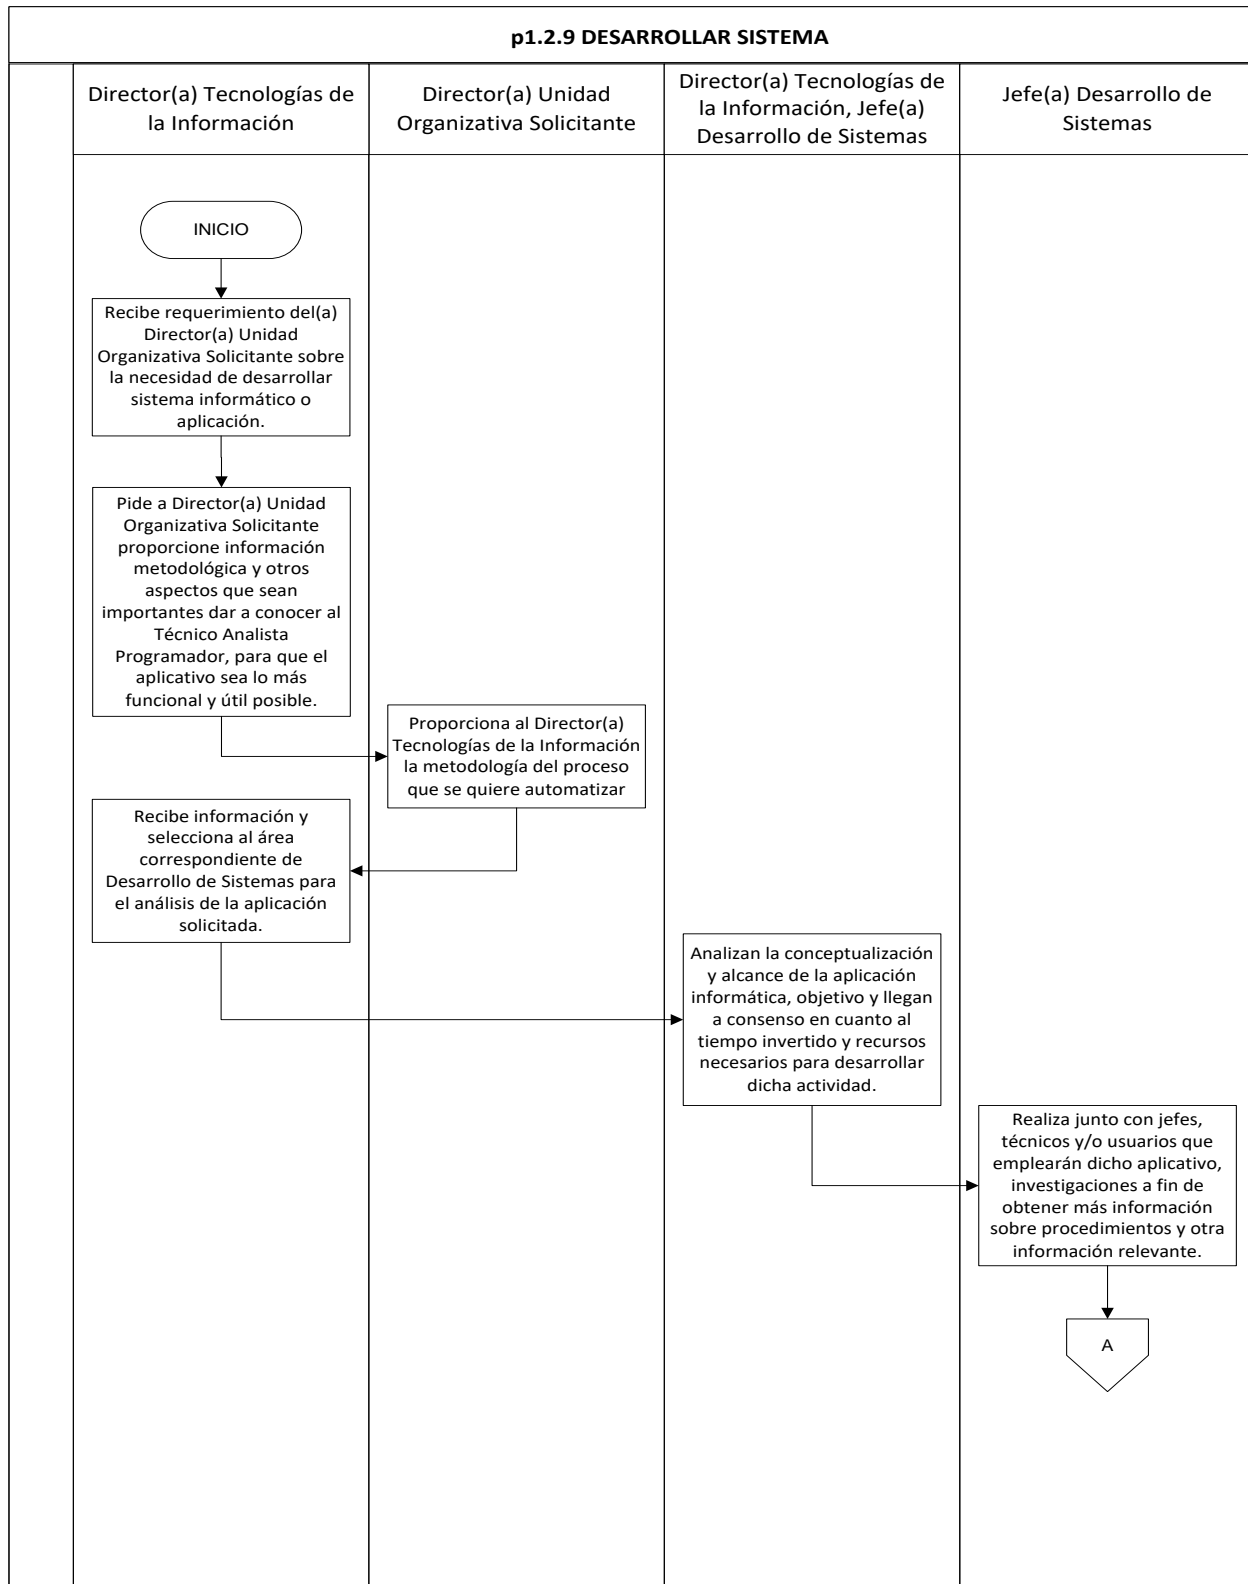 p1.2.9 DESARROLLAR SISTEMA
Director(a) Tecnologías de
la Información
Director(a) Unidad
Organizativa Solicitante
Director(a) Tecnologías de
la Información, Jefe(a)
Desarrollo de Sistemas
Jefe(a) Desarrollo de
Sistemas
INICIO
Recibe requerimiento del(a)
Director(a) Unidad
Organizativa Solicitante sobre
la necesidad de desarrollar
sistema informático o
aplicación.
Pide a Director(a) Unidad
Organizativa Solicitante
proporcione información
metodológica y otros
aspectos que sean
importantes dar a conocer al
Técnico Analista
Programador, para que el
aplicativo sea lo más
funcional y útil posible.
Proporciona al Director(a)
Tecnologías de la Información
la metodología del proceso
que se quiere automatizar
Recibe información y
selecciona al área
correspondiente de
Desarrollo de Sistemas para
el análisis de la aplicación
solicitada.
Analizan la conceptualización
y alcance de la aplicación
informática, objetivo y llegan
a consenso en cuanto al
tiempo invertido y recursos
necesarios para desarrollar
dicha actividad.
Realiza junto con jefes,
técnicos y/o usuarios que
emplearán dicho aplicativo,
investigaciones a fin de
obtener más información
sobre procedimientos y otra
información relevante.
A